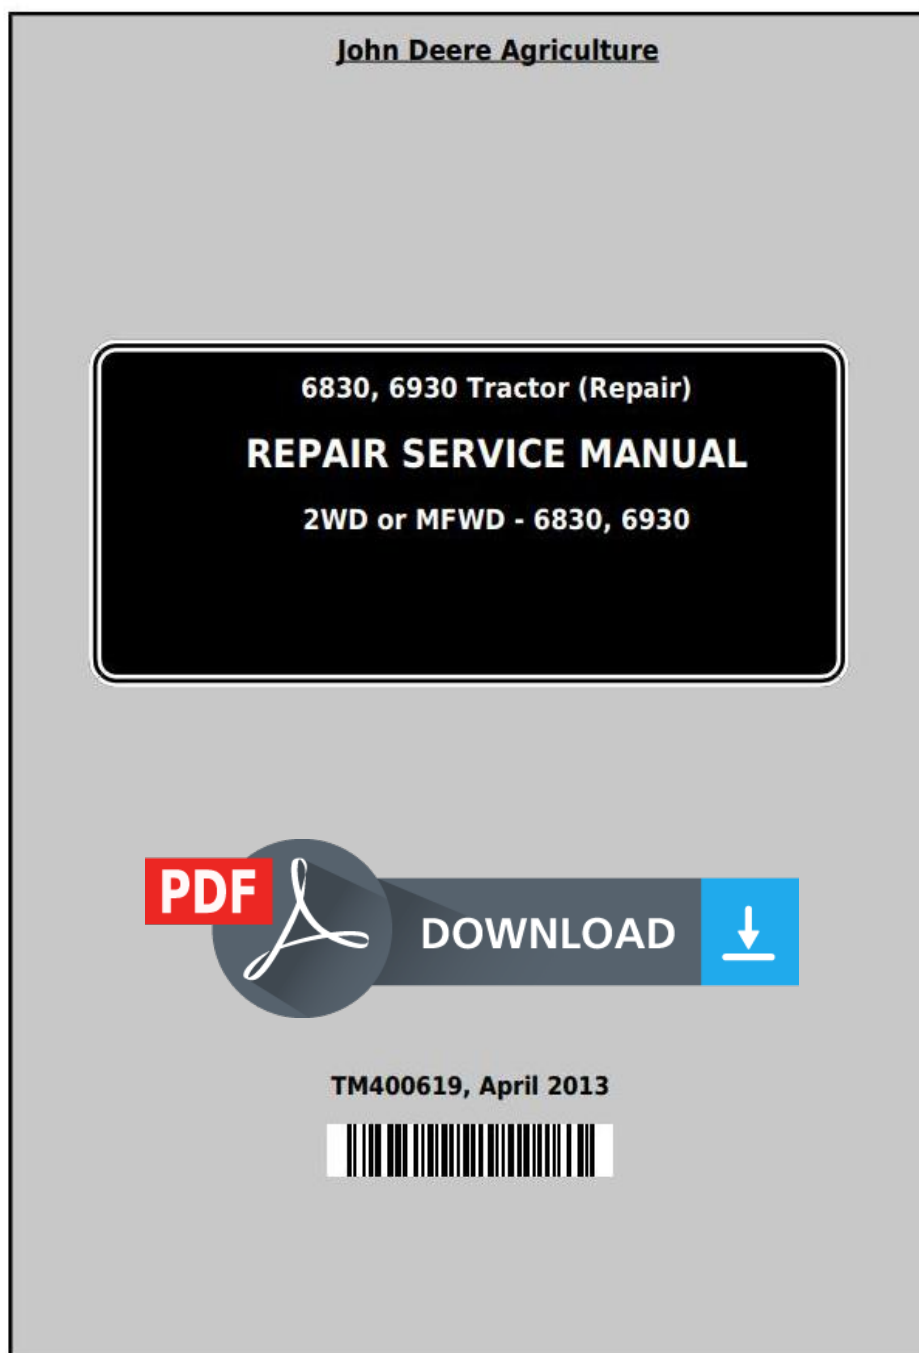 John Deere Agriculture
6830, 6930 Tractor (Repair)
REPAIR SERVICE MANUAL
2WD or MFWD - 6830, 6930
PDF
DOWNLOAD
TM400619, April 2013